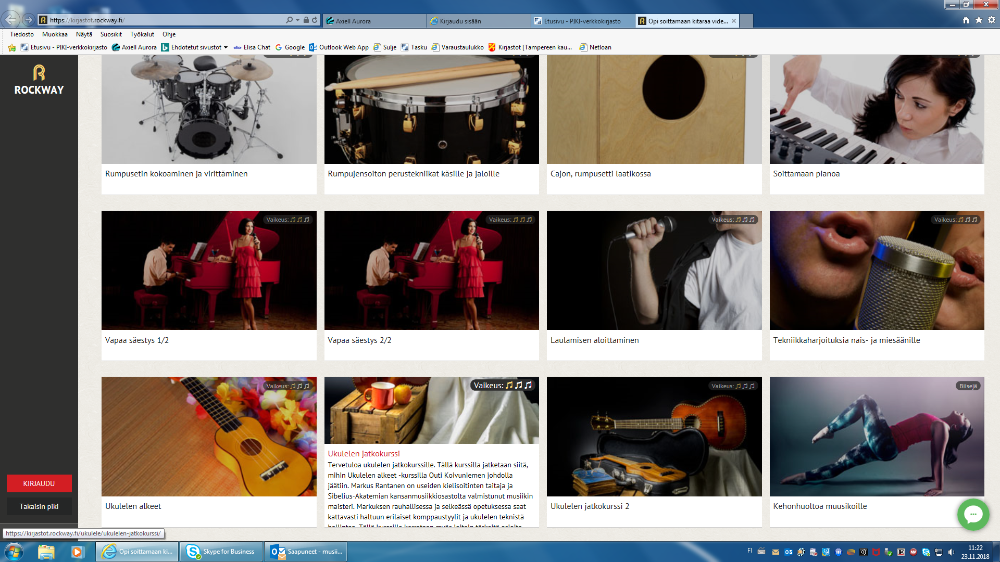 https://kirjastot.rockway.fi/
Axiell Aurora
Kirjaudu sisään
Etusivu - PIKI-verkkokirjasto
Opi soittamaan kitaraa vide...
Tiedosto Muokkaa Näytä Suosikit Työkalut Ohje
Etusivu - PIKI-verkkokirjasto Axiell Aurora Ehdotetut sivustot Elisa Chat Google Outlook Web App Sulje Tasku Varaustaulukko Kirjastot [Tampereen kau... Netloan
ROCKWAY
Rumpusetin kokoaminen ja virittäminen
Rumpujensoiton perustekniikat käsille ja jaloille
Cajon, rumpusetti laatikossa
Soittamaan pianoa
Vaikeus:
Vaikeus:
Vaikeus:
Vaikeus:
Vapaa säestys 1/2
Vapaa säestys 2/2
Laulamisen aloittaminen
Tekniikkaharjoituksia nais- ja miesäänille
Vaikeus:
Vaikeus:
Vaikeus:
Biisejä
Ukulelen alkeet
Ukulelen jatkokurssi
Tervetuloa ukulelen jatkokurssille. Tällä kurssilla jatketaan siitä,
mihin Ukulelen alkeet -kurssilla Outi Koivuniemen johdolla
jäätiin. Markus Rantanen on useiden kielisoitinten taitaja ja
Sibelius-Akatemian kansanmusiikkiosastolta valmistunut musiikin
maisteri. Markuksen rauhallisessa ja selkeässä opetuksessa saat
kattavasti haltuun erilaiset komppaustyylit ja ukulelen teknistä
hallintaa. Tällä kurssilla kerrataan myös joitain tärkeitä asioita
Ukulelen jatkokurssi 2
Kehonhuoltoa muusikoille
KIRJAUDU
Takaisin piki
https://kirjastot.rockway.fi/ukulele/ukulelen-jatkokurssi/
Opi soittamaan ki...
Skype for Business
Saapuneet - musii...
FI
11:22
23.11.2018